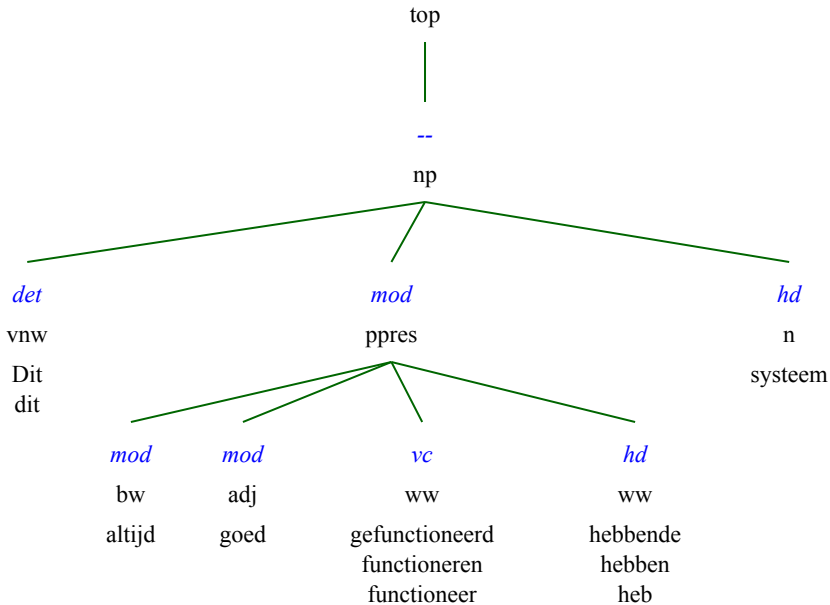 top
--
np
det mod hd
vnw ppres n
Dit systeem
dit
mod mod vc hd
bw adj ww ww
altijd goed gefunctioneerd hebbende
functioneren hebben
functioneer heb